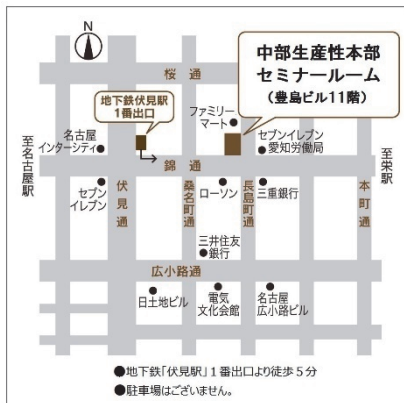 N
中部生産性本部
セミナールーム
(豊島ビル11階)
桜通
地下鉄伏見駅
1番出口
ファミリー
マート
名古屋
インターシティ
セブンイレブン
愛知労働局
至名古屋駅
至栄駅
錦通
セブン
イレブン
伏見通
桑名町通
ローソン
長島町通
三重銀行
本町通
三井住友
銀行
広小路通
日土地ビル
電気
文化会館
名古屋
広小路ビル
●地下鉄「伏見駅」1番出口より徒歩5分
●駐車場はございません。